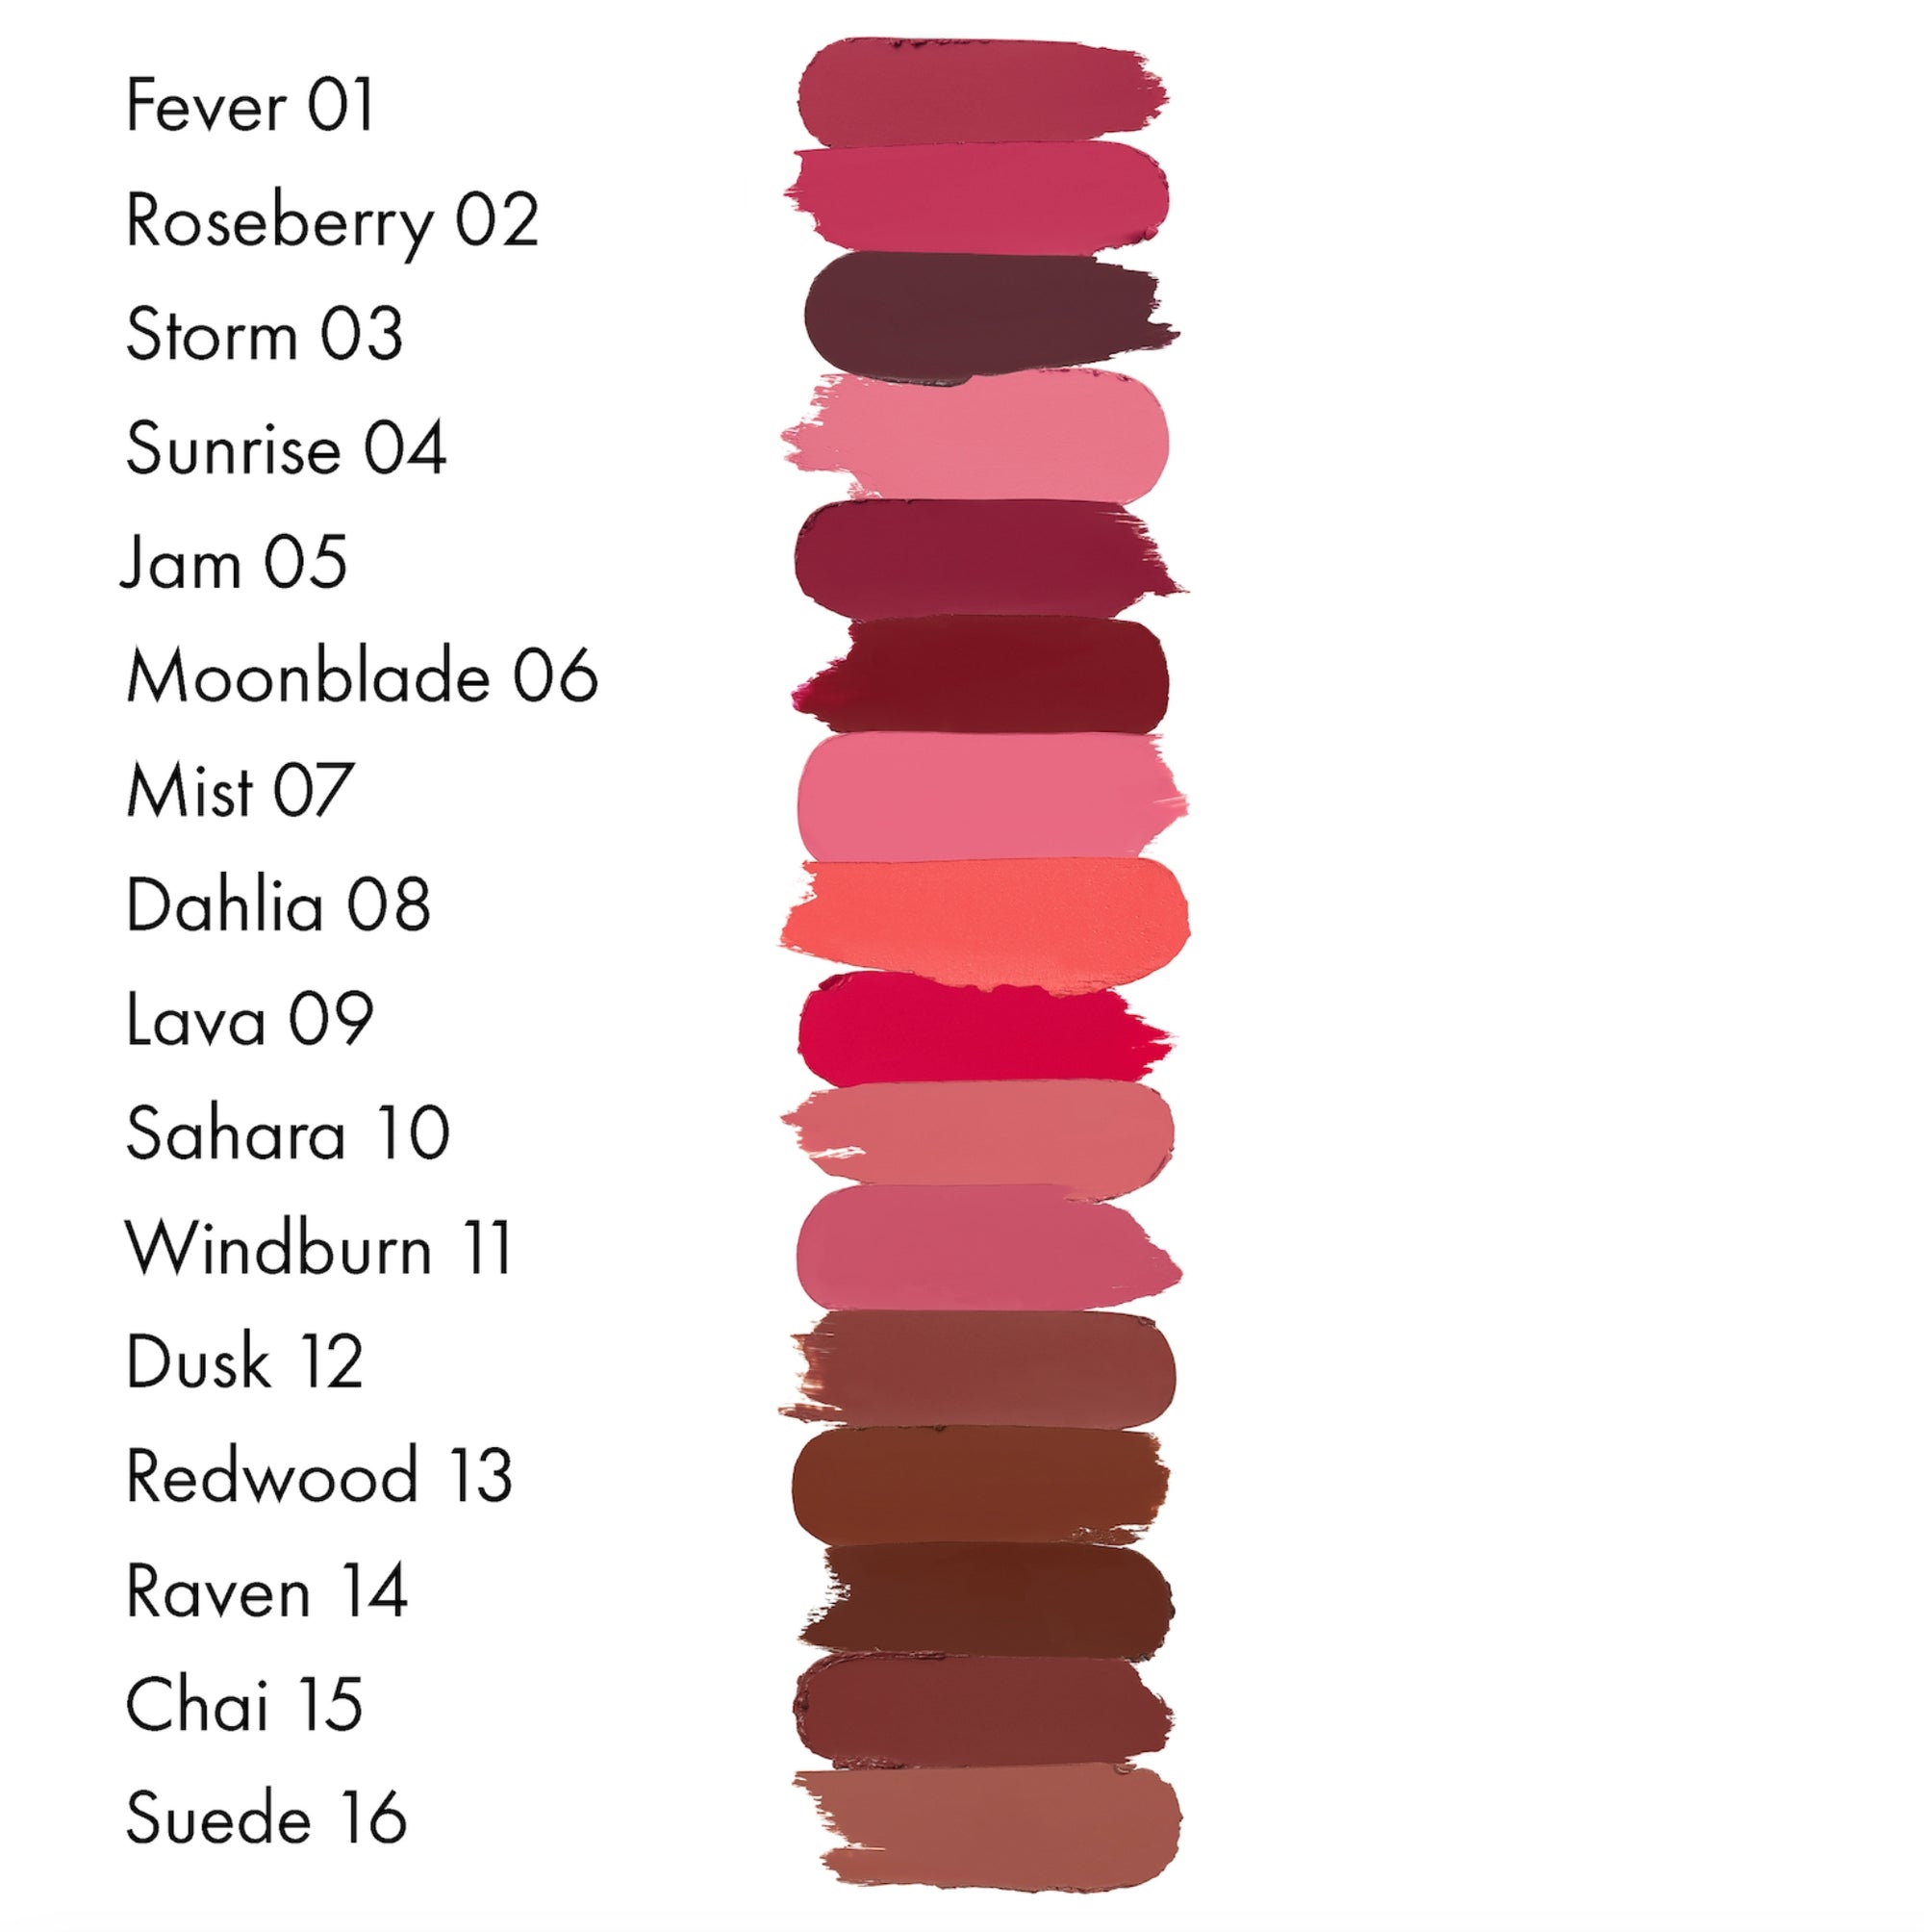 Fever 01
Roseberry 02
Storm 03
Sunrise 04
Jam 05
Moonblade 06
Mist 07
Dahlia 08
Lava 09
Sahara 10
Windburn 11
Dusk 12
Redwood 13
Raven 14
Chai 15
Suede 16